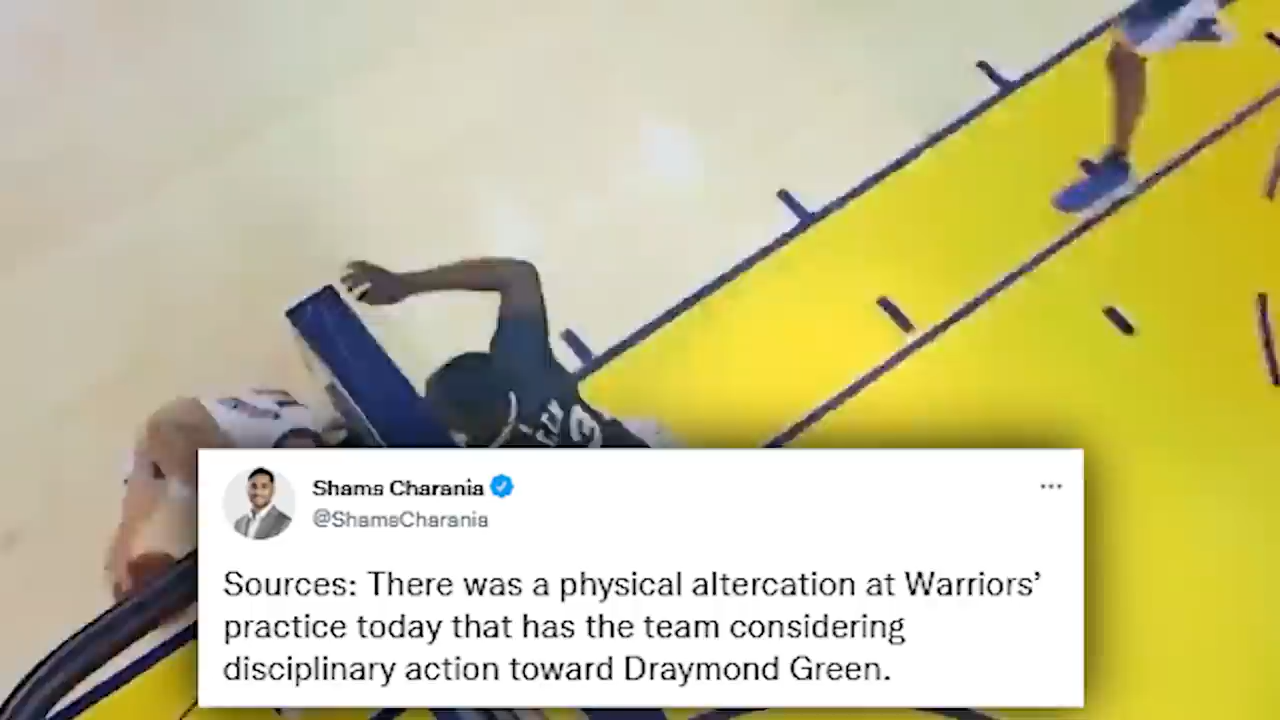 Shams Charania
@ShamsCharania
Sources: There was a physical altercation at Warriors’
practice today that has the team considering
disciplinary action toward Draymond Green.
3